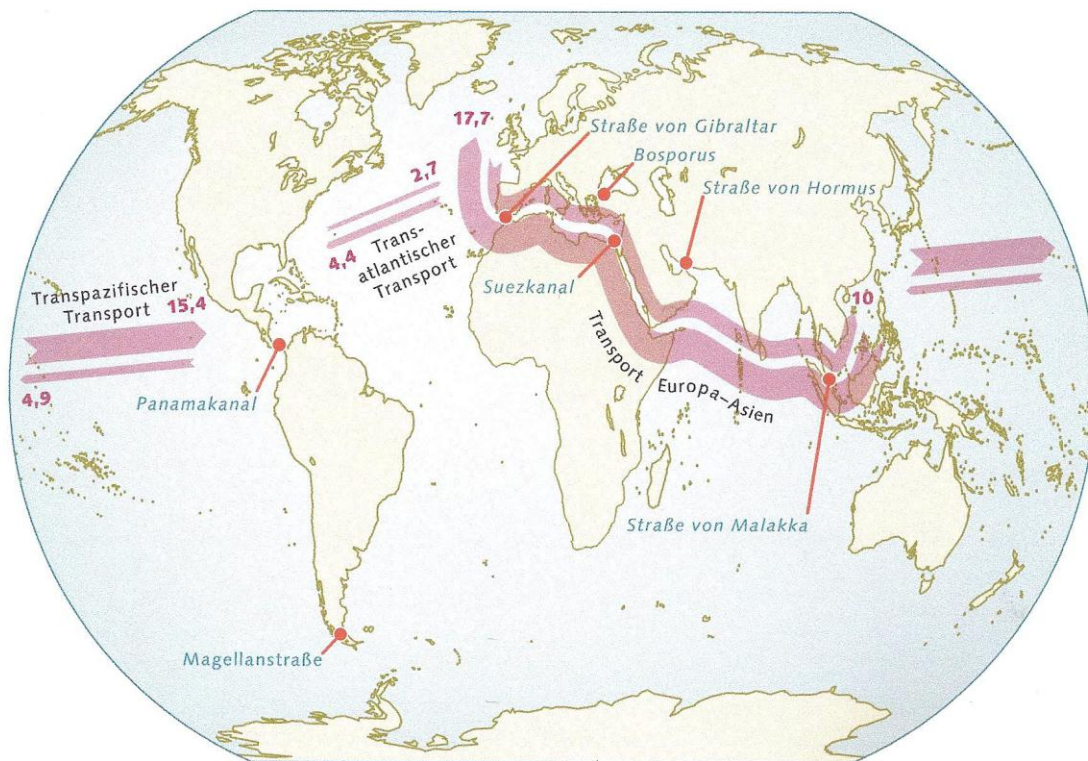 17,7
Straße von Gibraltar
Bosporus
2,7
Straße von Hormus
4,4
Trans-
atlantischer
Transport
Suezkanal
Transpazifischer
Transport
15,4
10
4,9
Panamakanal
Transport
Europa–Asien
Straße von Malakka
Magellanstraße